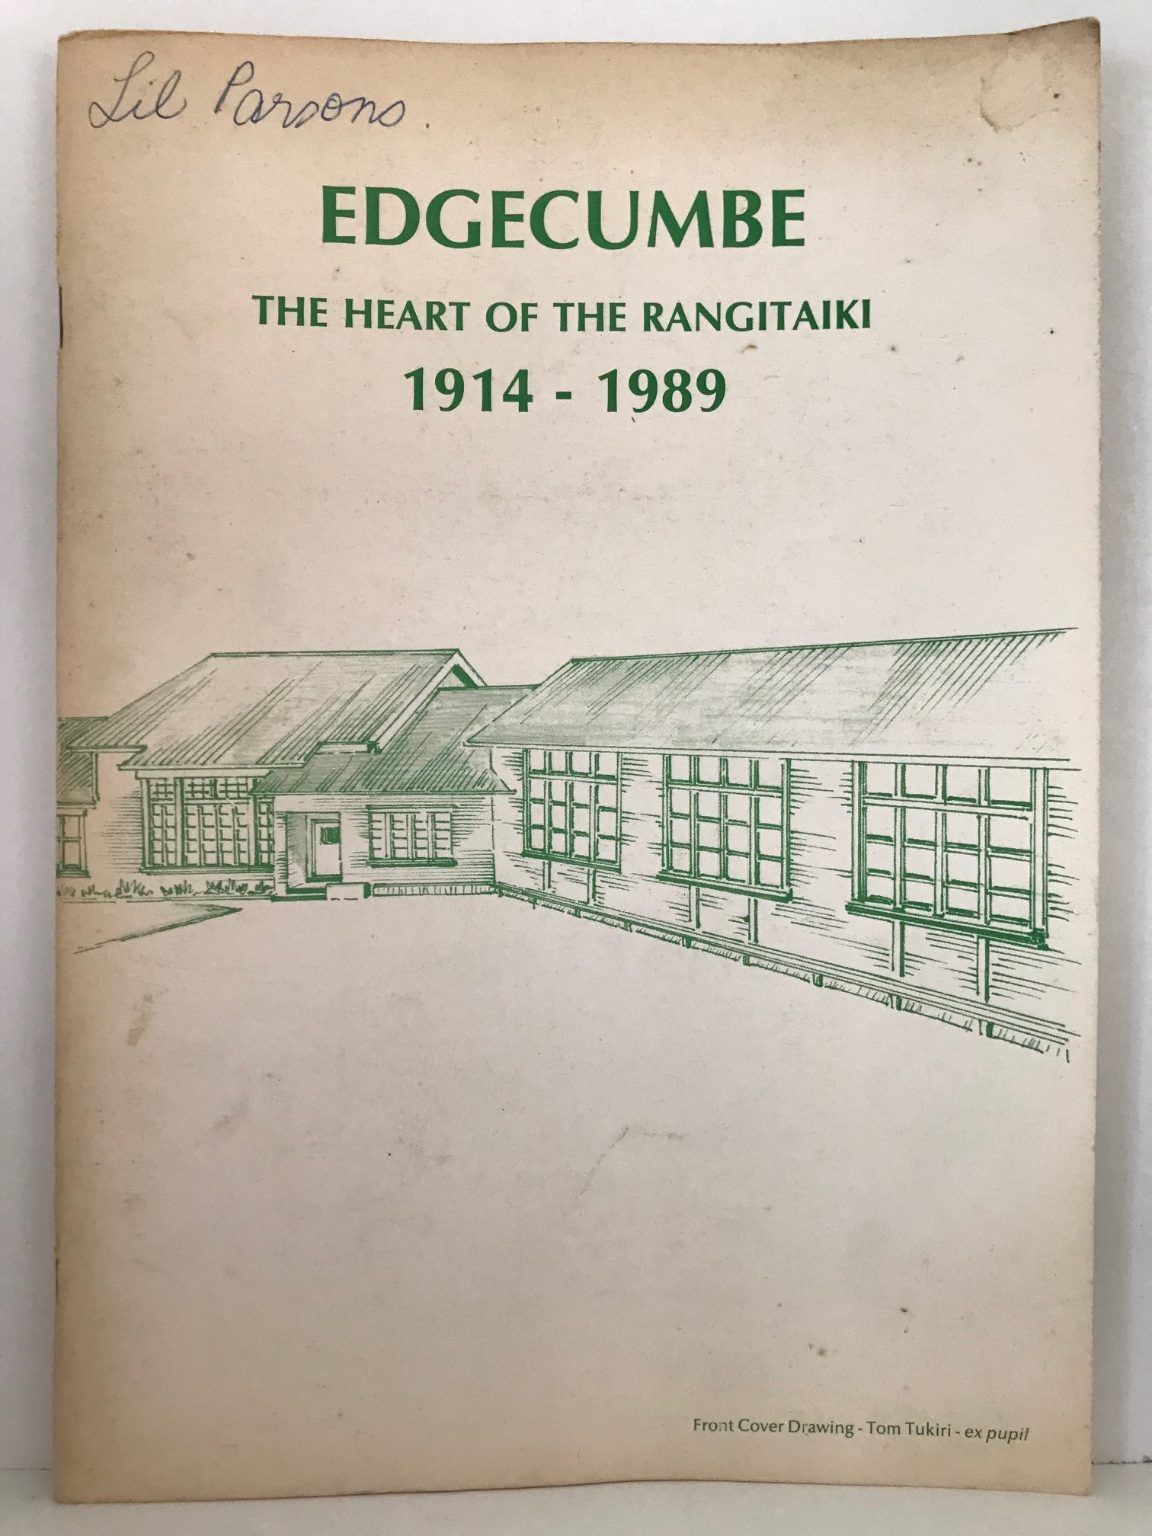 Lil Parsons.
EDGECUMBE
THE HEART OF THE RANGITAIKI
1914 - 1989
Front Cover Drawing - Tom Tukiri - ex pupil